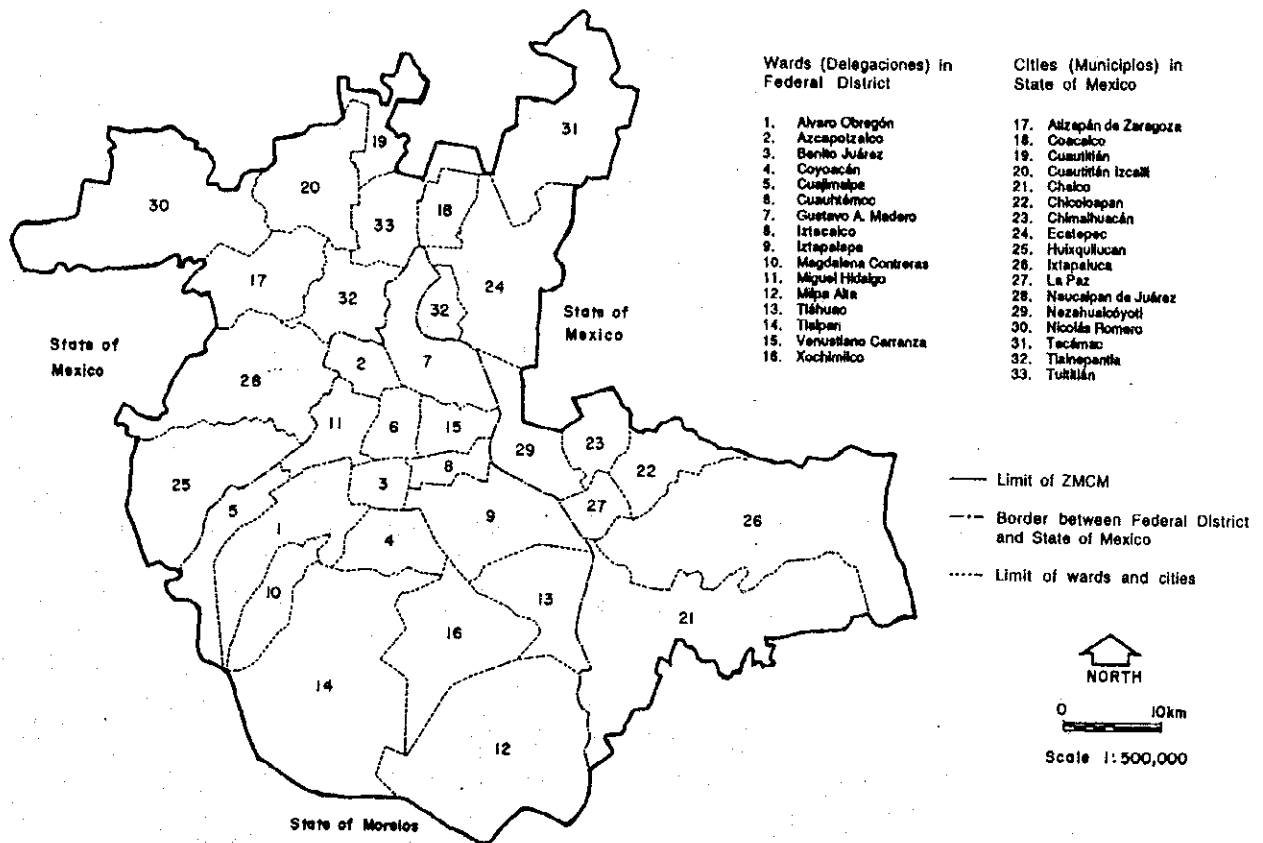 Wards (Delegaciones) in
Federal District
1. Alvaro Obregón
2. Azcapotzalco
3. Benito Juárez
4. Coyoacán
5. Cuajimalpa
6. Cuauhtémoc
7. Gustavo A. Madero
8. Iztacalco
9. Iztapalapa
10. Magdalena Contreras
11. Miguel Hidalgo
12. Milpa Alta
13. Tláhuac
14. Tlalpan
15. Venustiano Carranza
16. Xochimilco
Cities (Municipios) in
State of Mexico
17. Atizapán de Zaragoza
18. Coacalco
19. Cuautitlán
20. Cuautitlán Izcalli
21. Chalco
22. Chicoloapan
23. Chimalhuacán
24. Ecatepec
25. Huixquilucan
26. Ixtapaluca
27. La Paz
28. Naucalpan de Juárez
29. Nezahualcóyotl
30. Nicolás Romero
31. Tecámac
32. Tlalnepantla
33. Tultitlán
31
19
20
30
33
18
17
32
32
24
State of
Mexico
State of
Mexico
2
7
28
11
6
15
29
23
22
25
3
8
27
26
5
1
4
9
10
13
16
21
14
12
State of Morelos
Limit of ZMCM
Border between Federal District
and State of Mexico
Limit of wards and cities
NORTH
0 10km
Scale 1:500,000